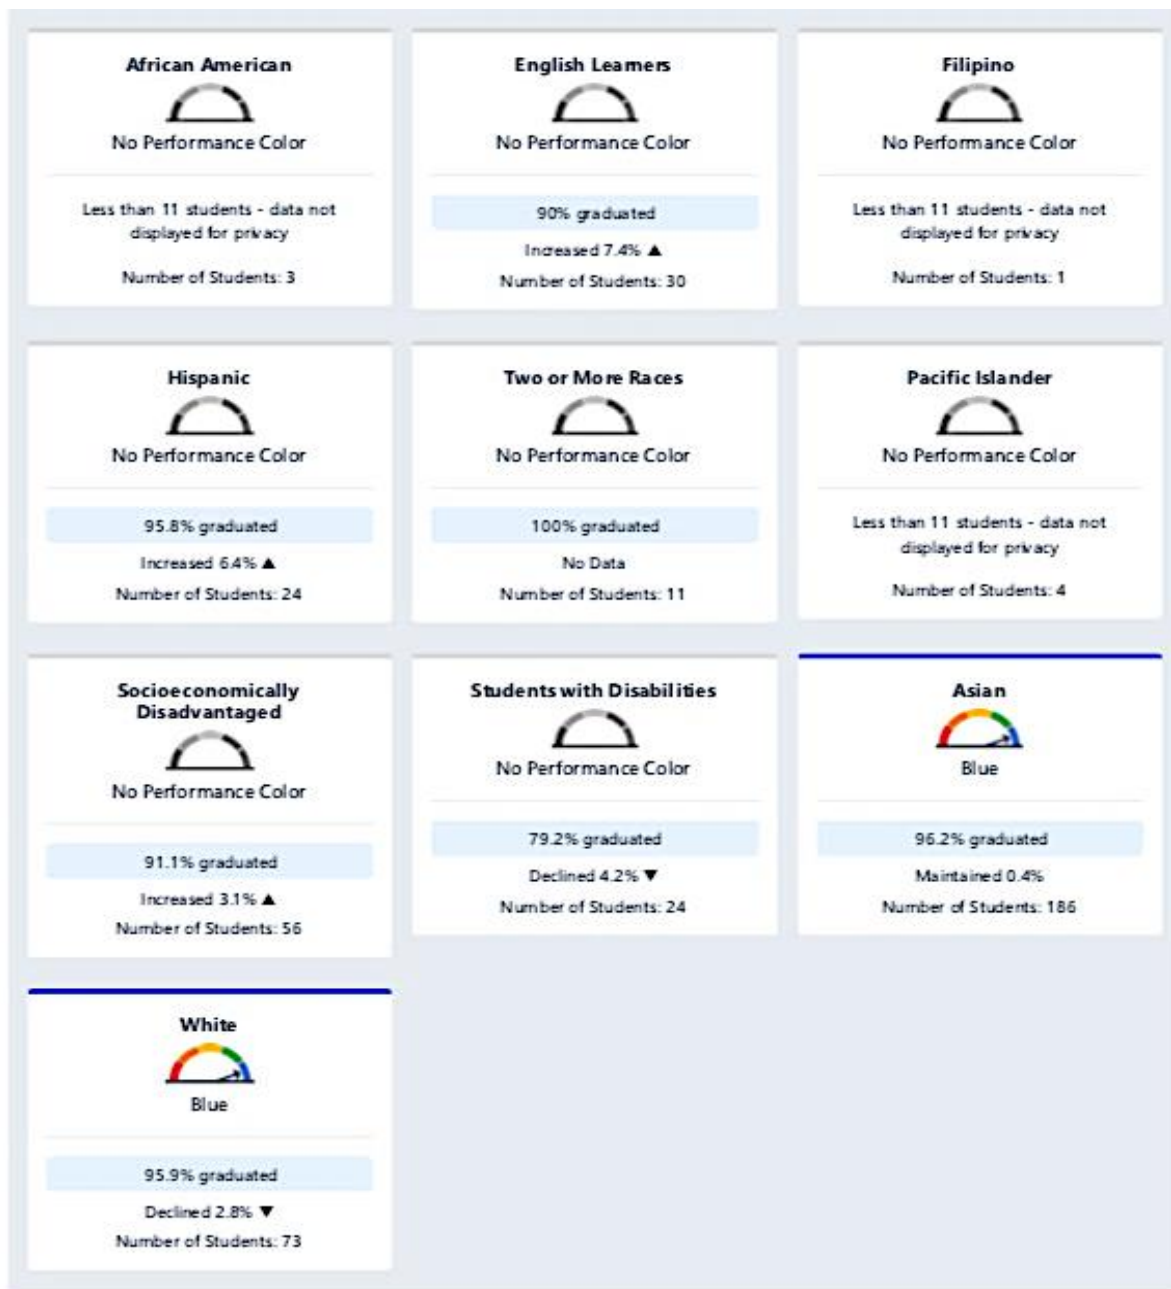 African American
No Performance Color
Less than 11 students - data not
displayed for privacy
Number of Students: 3
English Learners
No Performance Color
90% graduated
Increased 7.4% ▲
Number of Students: 30
Filipino
No Performance Color
Less than 11 students - data not
displayed for privacy
Number of Students: 1
Hispanic
No Performance Color
95.8% graduated
Increased 6.4% ▲
Number of Students: 24
Two or More Races
No Performance Color
100% graduated
No Data
Number of Students: 11
Pacific Islander
No Performance Color
Less than 11 students - data not
displayed for privacy
Number of Students: 4
Socioeconomically
Disadvantaged
No Performance Color
91.1% graduated
Increased 3.1% ▲
Number of Students: 56
Students with Disabilities
No Performance Color
79.2% graduated
Declined 4.2% ▼
Number of Students: 24
Asian
Blue
96.2% graduated
Maintained 0.4%
Number of Students: 186
White
Blue
95.9% graduated
Declined 2.8% ▼
Number of Students: 73